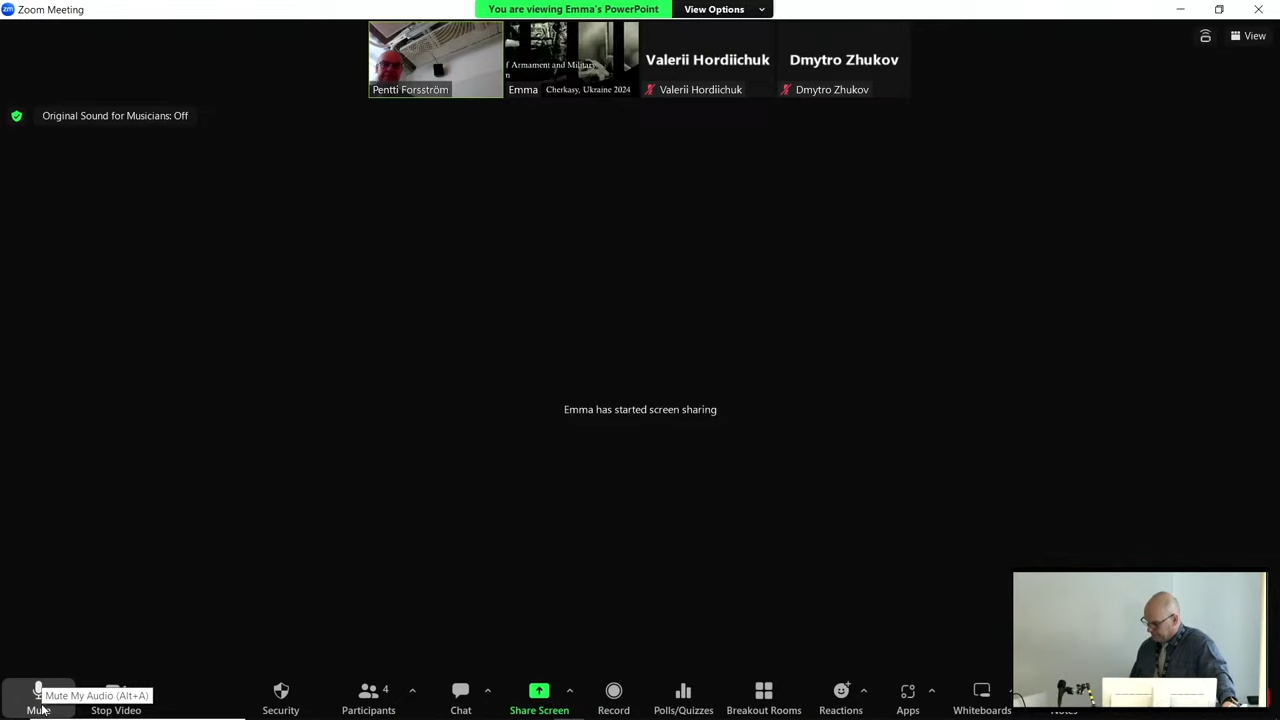 Zoom Meeting
You are viewing Emma's PowerPoint
View Options
View
f Armament and Military
n
Cherkasy, Ukraine 2024
Valerii Hordiichuk
Dmytro Zhukov
Pentti Forsström
Emma
Valerii Hordiichuk
Dmytro Zhukov
Original Sound for Musicians: Off
Emma has started screen sharing
Mute My Audio (Alt+A)
4
Mute
Stop Video
Security
Participants
Chat
Share Screen
Record
Polls/Quizzes
Breakout Rooms
Reactions
Apps
Whiteboards